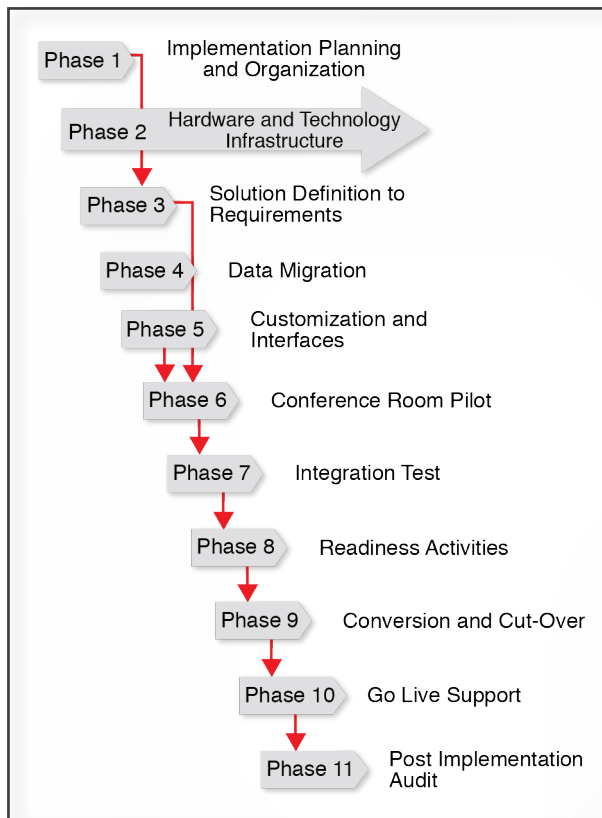 Phase 1
Implementation Planning
and Organization
Phase 2
Hardware and Technology
Infrastructure
Phase 3
Solution Definition to
Requirements
Phase 4
Data Migration
Phase 5
Customization and
Interfaces
Phase 6
Conference Room Pilot
Phase 7
Integration Test
Phase 8
Readiness Activities
Phase 9
Conversion and Cut-Over
Phase 10
Go Live Support
Phase 11
Post Implementation
Audit